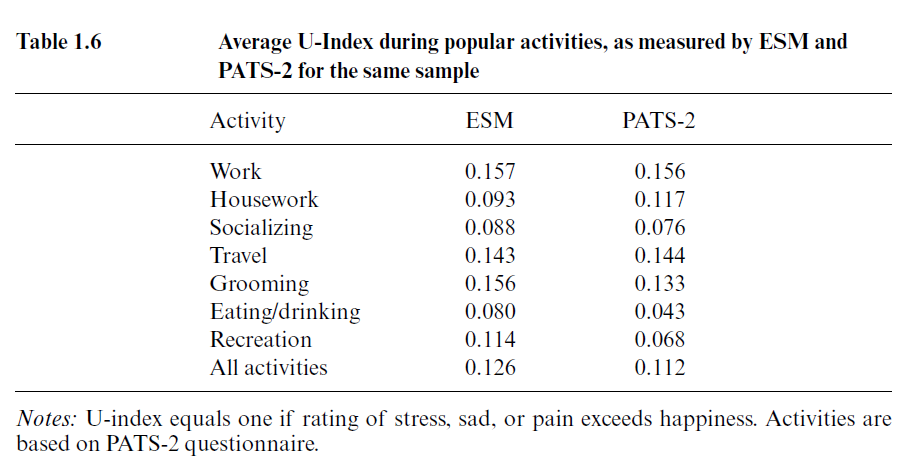 Table 1.6 Average U-Index during popular activities, as measured by ESM and
PATS-2 for the same sample
Activity ESM PATS-2
Work 0.157 0.156
Housework 0.093 0.117
Socializing 0.088 0.076
Travel 0.143 0.144
Grooming 0.156 0.133
Eating/drinking 0.080 0.043
Recreation 0.114 0.068
All activities 0.126 0.112
Notes: U-index equals one if rating of stress, sad, or pain exceeds happiness. Activities are
based on PATS-2 questionnaire.